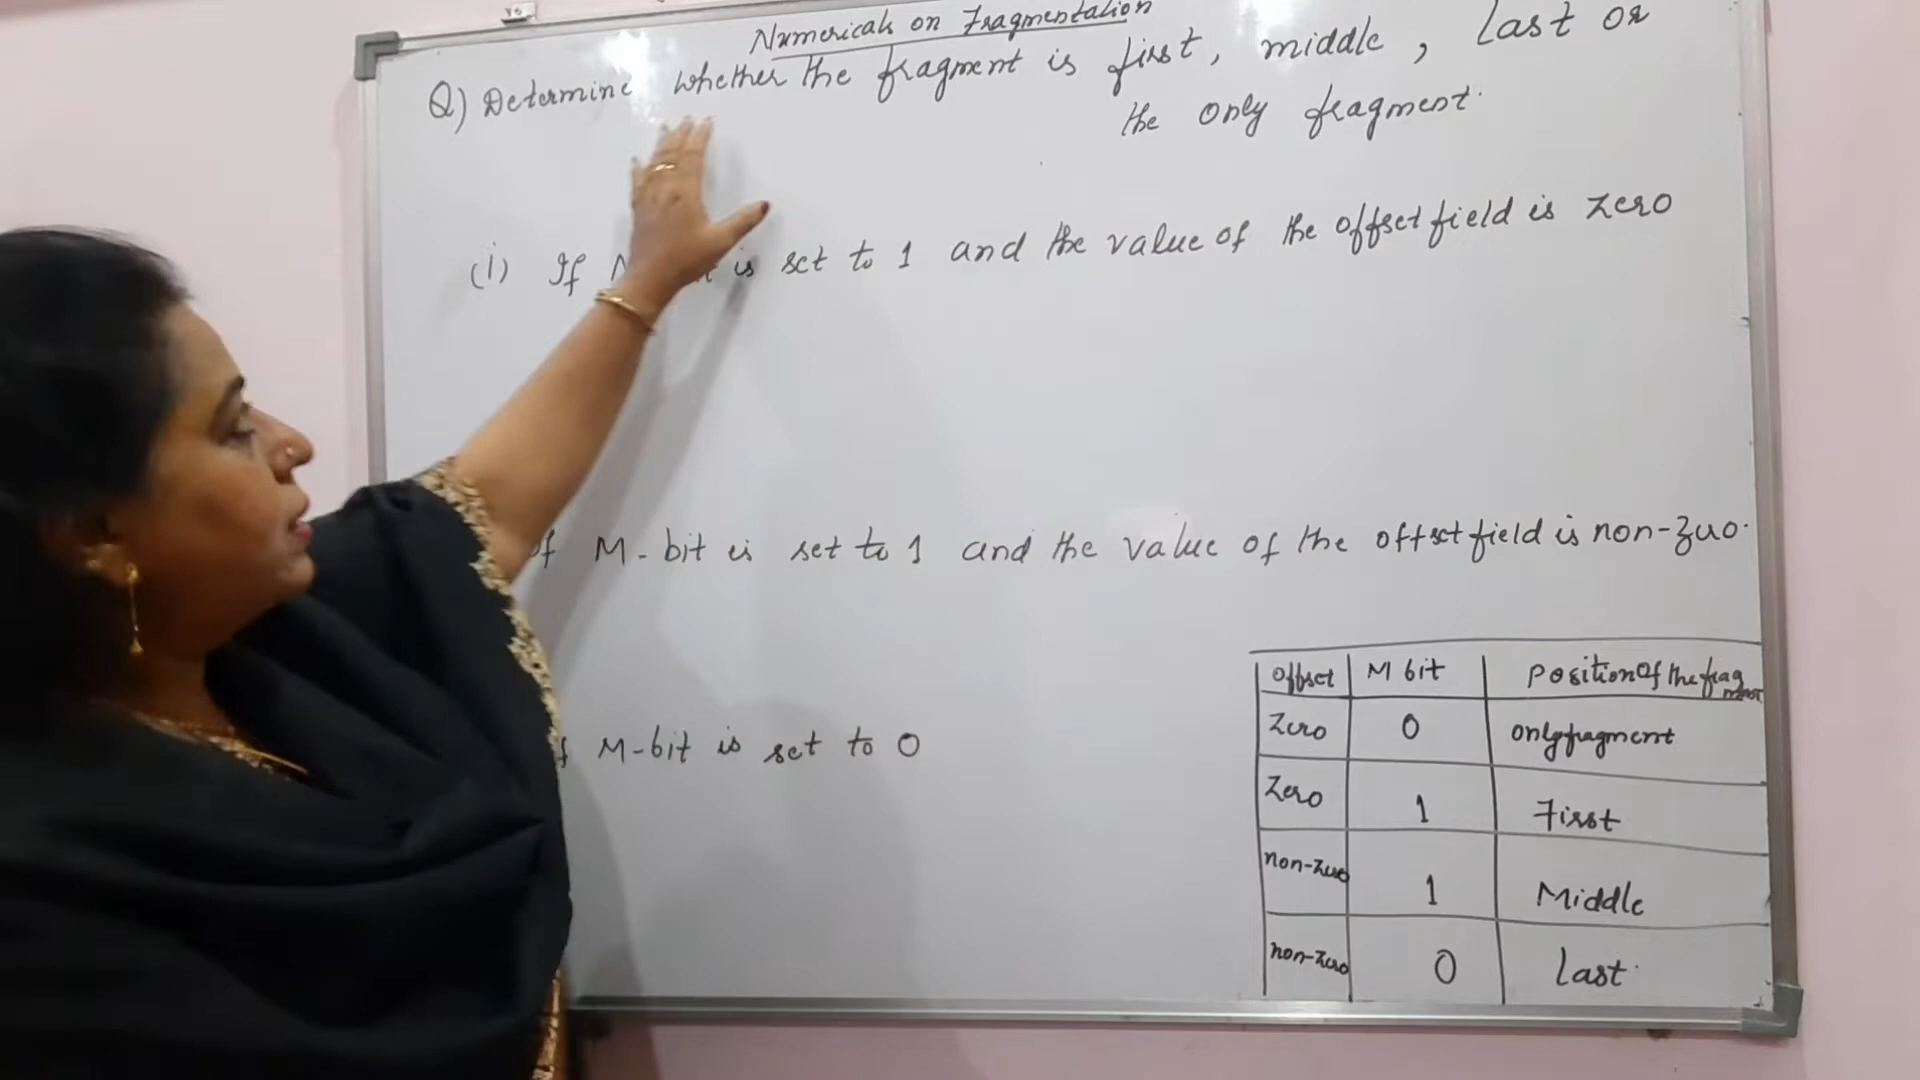 Numericals on Fragmentation
Q) Determine whether the fragment is first, middle, last or
the only fragment.
(i) If is set to 1 and the value of the offset field is zero
If M-bit is set to 1 and the value of the offset field is non-zero.
M-bit is set to 0
Offset M bit Position of the fragment
Zero 0 only fragment
Zero 1 First
non-zero 1 Middle
non-zero 0 last.